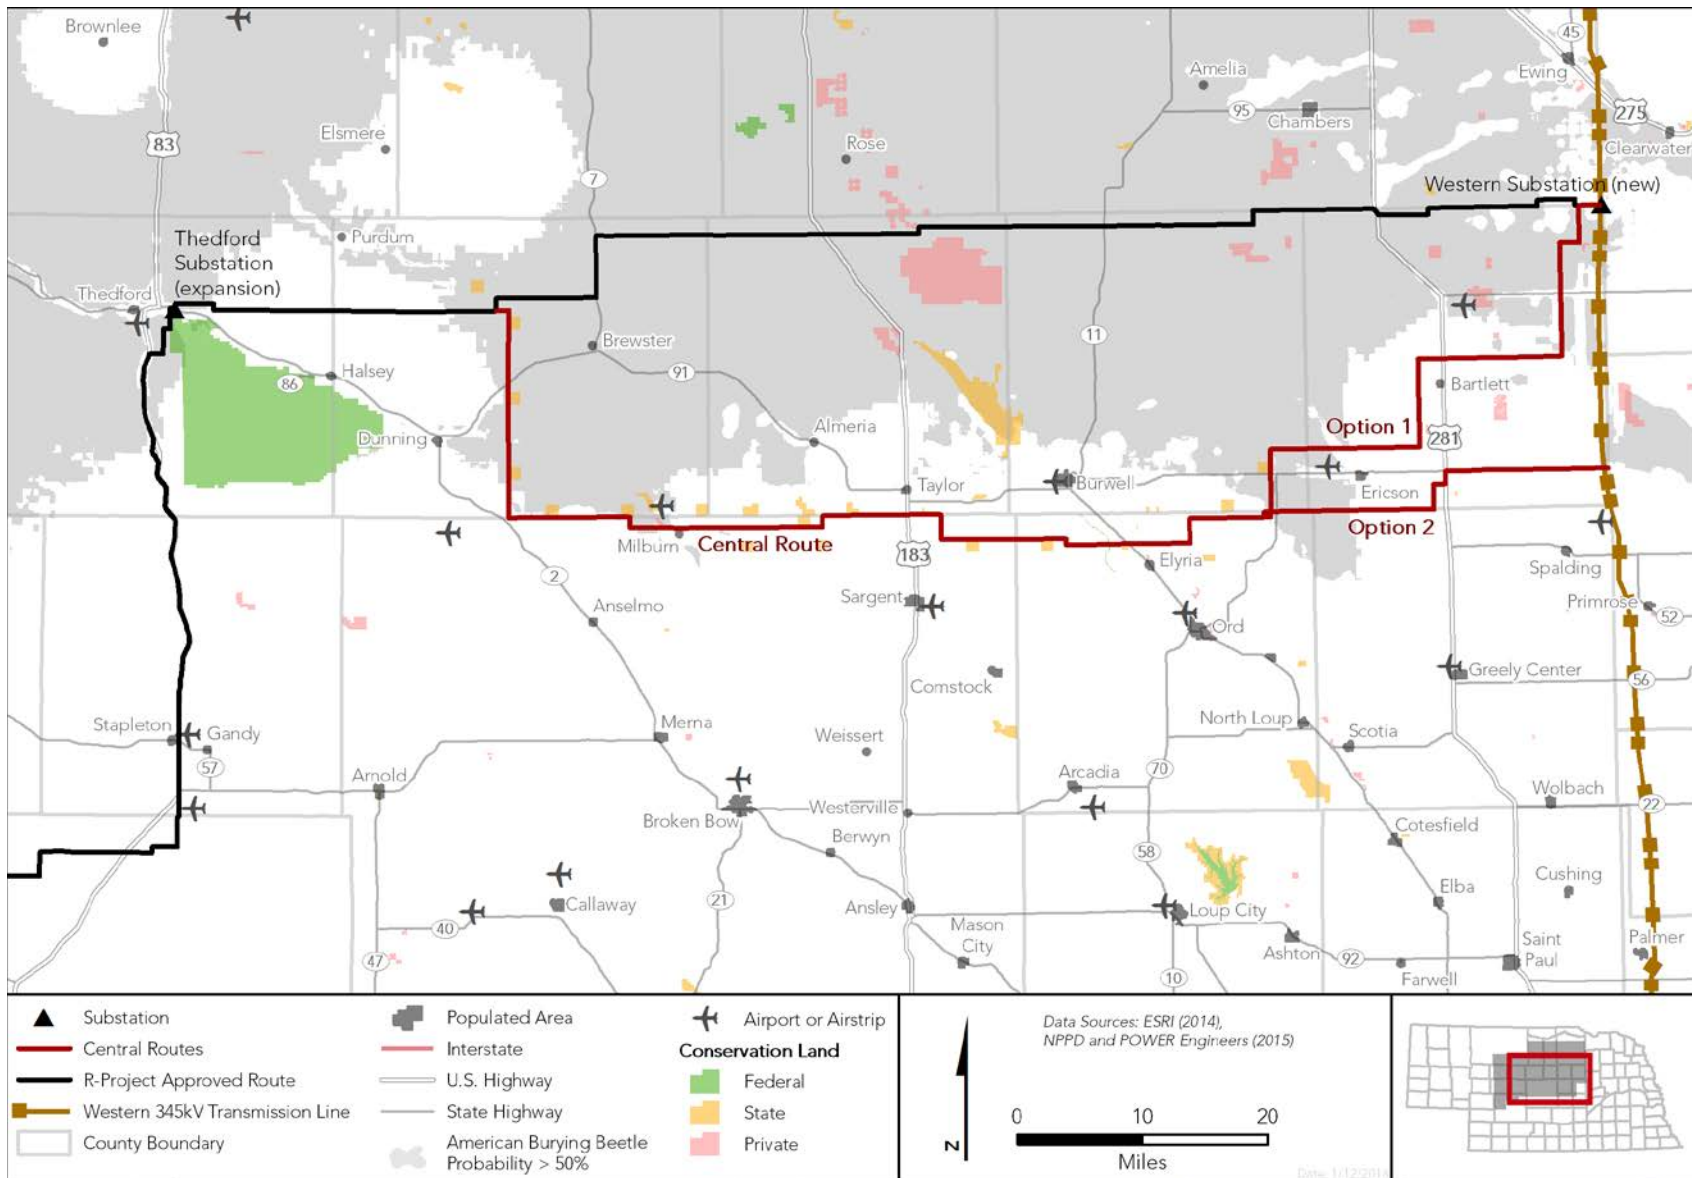 Brownlee
45
Ewing
Amelia
95
Chambers
275
Clearwater
83
Elsmere
Rose
7
Western Substation (new)
Thedford
Substation
(expansion)
Purdum
Thedford
11
Brewster
91
Halsey
86
Bartlett
Dunning
Almeria
Option 1
281
Taylor
Burwell
Ericson
Option 2
Milburn
Central Route
183
Elyria
Spalding
2
Anselmo
Sargent
Primrose
52
Ord
Comstock
Greely Center
56
Stapleton
Gandy
57
Merna
Weissert
North Loup
Scotia
Arnold
Arcadia
70
Wolbach
22
Broken Bow
Westerville
Berwyn
Cotesfield
58
Callaway
21
Ansley
Loup City
Elba
Cushing
40
47
Mason
City
10
Ashton
92
Farwell
Saint
Paul
Palmer
Substation
Central Routes
R-Project Approved Route
Western 345kV Transmission Line
County Boundary
Populated Area
Interstate
U.S. Highway
State Highway
American Burying Beetle
Probability > 50%
Airport or Airstrip
Conservation Land
Federal
State
Private
N
Data Sources: ESRI (2014),
NPPD and POWER Engineers (2015)
0 10 20
Miles